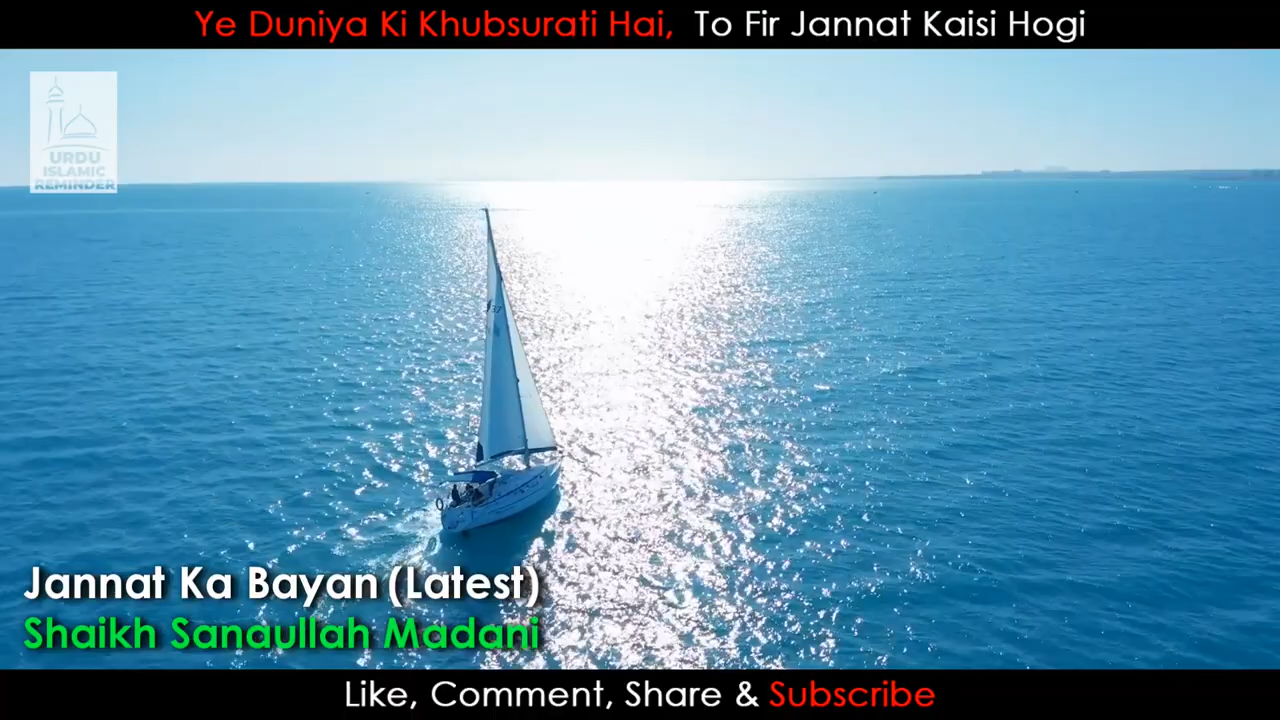 Ye Duniya Ki Khubsurati Hai, To Fir Jannat Kaisi Hogi
URDU
ISLAMIC
REMINDER
37
Jannat Ka Bayan (Latest)
Shaikh Sanaullah Madani
Like, Comment, Share & Subscribe